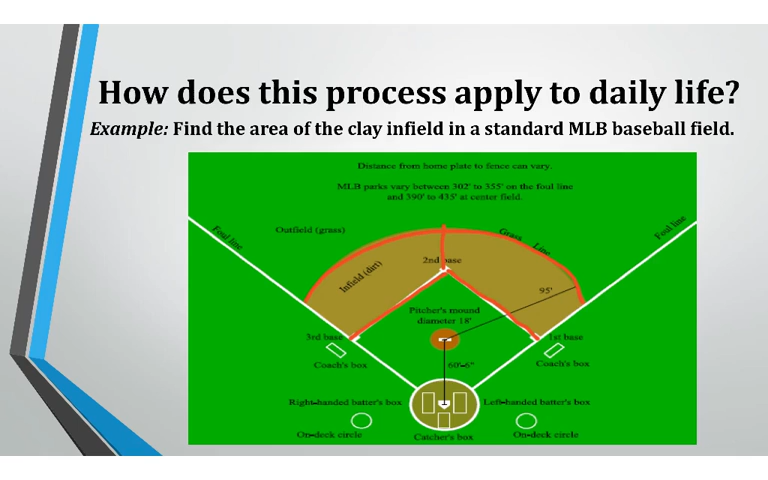 How does this process apply to daily life?
Example: Find the area of the clay infield in a standard MLB baseball field.
Distance from home plate to fence can vary.
MLB parks vary between 302' to 355' on the foul line
and 390' to 435' at center field.
Foul line
Outfield (grass)
Grass Line
Foul line
2nd base
Infield (dirt)
95'
Pitcher's mound
diameter 18'
3rd base
1st base
Coach's box
60'-6"
Coach's box
Right-handed batter's box
Left-handed batter's box
On-deck circle
Catcher's box
On-deck circle